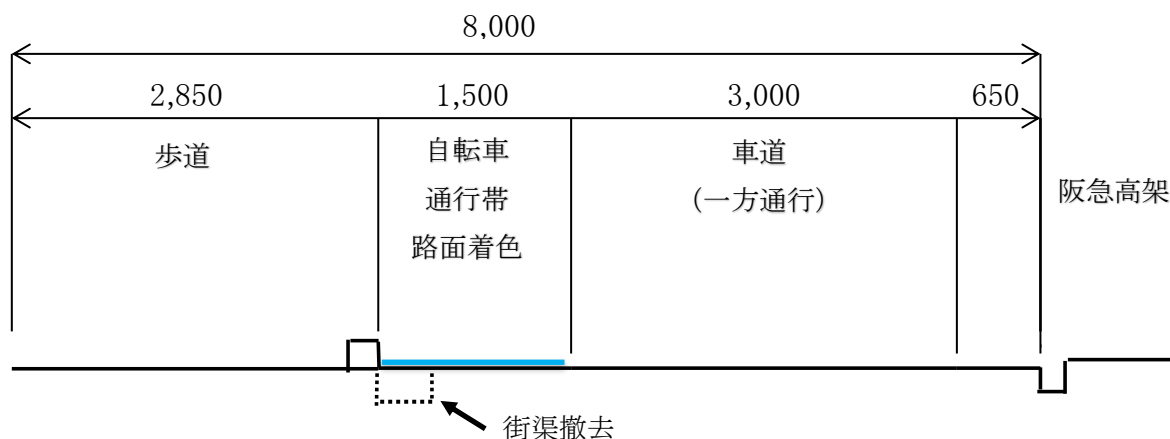 8,000
2,850
1,500
3,000
650
歩道
自転車
通行帯
路面着色
車道
(一方通行)
阪急高架
街渠撤去